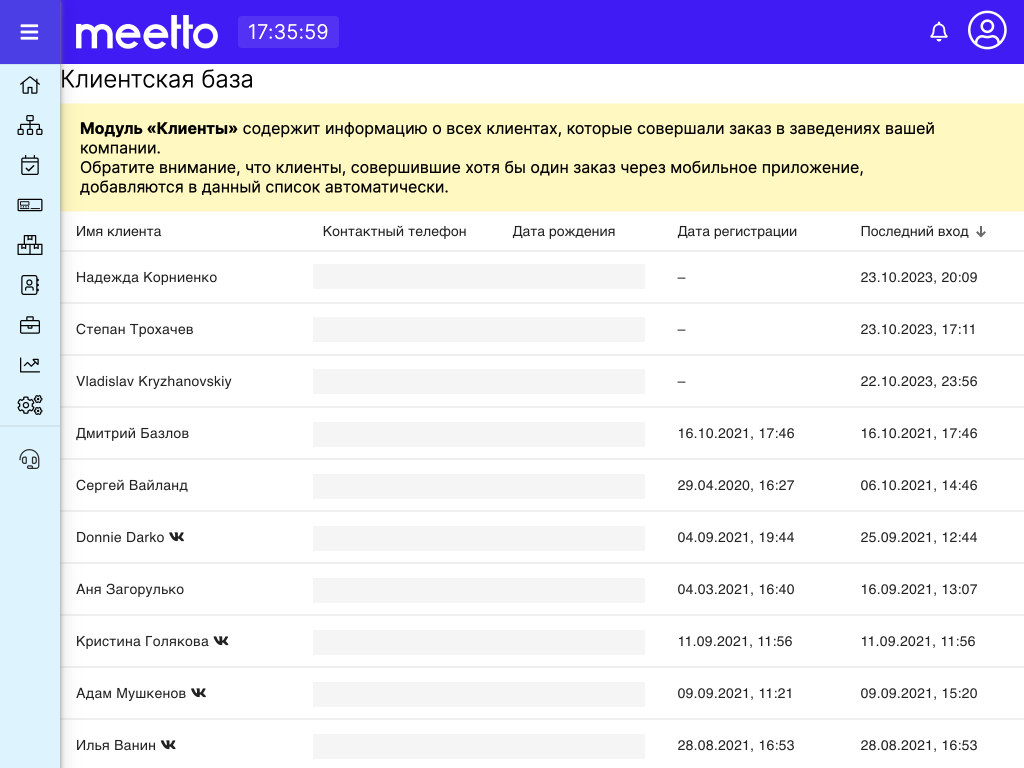 meetto 17:35:59
Клиентская база
Модуль «Клиенты» содержит информацию о всех клиентах, которые совершали заказ в заведениях вашей
компании.
Обратите внимание, что клиенты, совершившие хотя бы один заказ через мобильное приложение,
добавляются в данный список автоматически.
Имя клиента Контактный телефон Дата рождения Дата регистрации Последний вход
Надежда Корниенко – 23.10.2023, 20:09
Степан Трохачев – 23.10.2023, 17:11
Vladislav Kryzhanovskiy – 22.10.2023, 23:56
Дмитрий Базлов 16.10.2021, 17:46 16.10.2021, 17:46
Сергей Вайланд 29.04.2020, 16:27 06.10.2021, 14:46
Donnie Darko 04.09.2021, 19:44 25.09.2021, 12:44
Аня Загорулько 04.03.2021, 16:40 16.09.2021, 13:07
Кристина Голякова 11.09.2021, 11:56 11.09.2021, 11:56
Адам Мушкенов 09.09.2021, 11:21 09.09.2021, 15:20
Илья Ванин 28.08.2021, 16:53 28.08.2021, 16:53